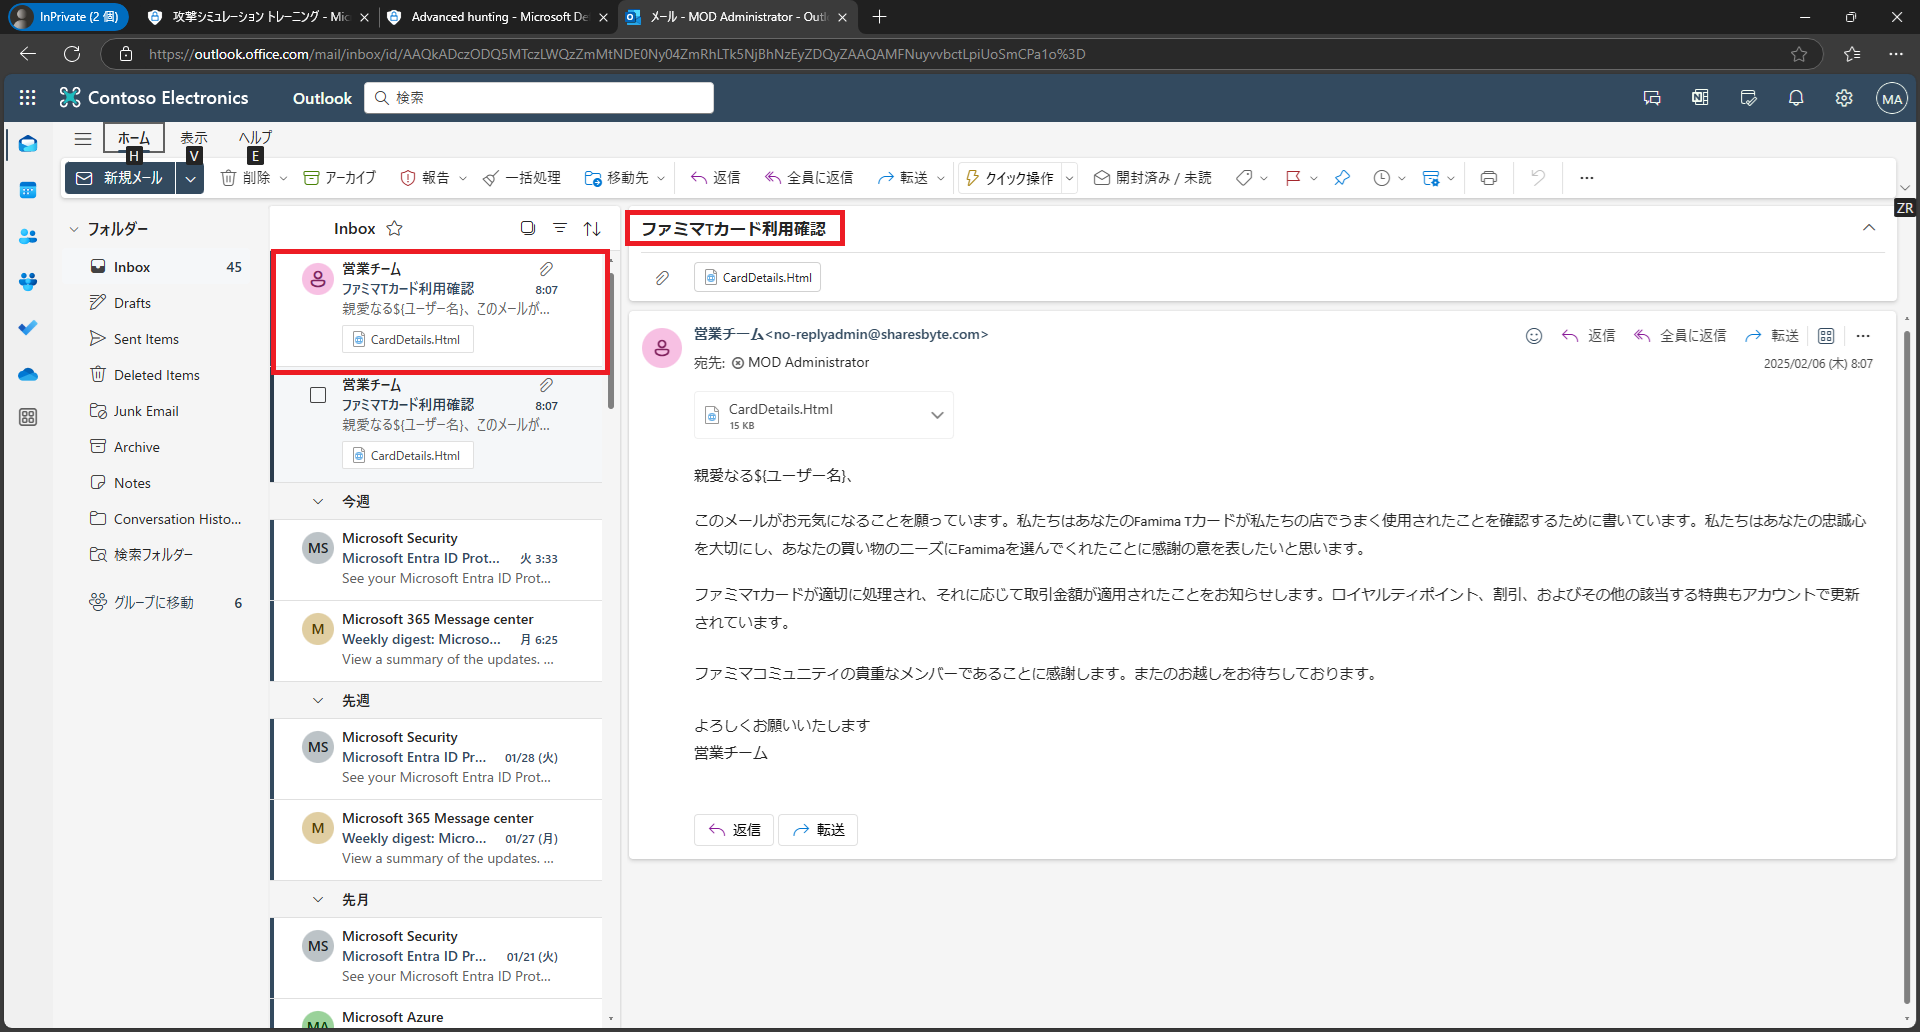 InPrivate (2 個)
攻撃シミュレーション トレーニング - Mic
Advanced hunting - Microsoft De
メール - MOD Administrator - Outl
https://outlook.office.com/mail/inbox/id/AAQkADczODQ5MTczLWQzZmMtNDE0Ny04ZmRhLTk5NjBhNzEyZDQyZAAQAMFNuyvvbctLpiUoSmCPa1o%3D
Contoso Electronics
Outlook
検索
MA
ホーム
表示
ヘルプ
H
V
E
新規メール
削除
アーカイブ
報告
一括処理
移動先
返信
全員に返信
転送
クイック操作
開封済み / 未読
ZR
フォルダー
Inbox
45
Drafts
Sent Items
Deleted Items
Junk Email
Archive
Notes
Conversation Histo...
検索フォルダー
グループに移動
6
Inbox
営業チーム
ファミマTカード利用確認
8:07
親愛なる${ユーザー名}、このメールが...
CardDetails.Html
営業チーム
ファミマTカード利用確認
8:07
親愛なる${ユーザー名}、このメールが...
CardDetails.Html
今週
MS
Microsoft Security
Microsoft Entra ID Prot...
火 3:33
See your Microsoft Entra ID Prot...
M
Microsoft 365 Message center
Weekly digest: Microso...
月 6:25
View a summary of the updates. ...
先週
MS
Microsoft Security
Microsoft Entra ID Pr...
01/28 (火)
See your Microsoft Entra ID Prot...
M
Microsoft 365 Message center
Weekly digest: Micro...
01/27 (月)
View a summary of the updates. ...
先月
MS
Microsoft Security
Microsoft Entra ID Pr...
01/21 (火)
See your Microsoft Entra ID Prot...
MA
Microsoft Azure
ファミマTカード利用確認
CardDetails.Html
営業チーム<no-replyadmin@sharesbyte.com>
返信
全員に返信
転送
宛先: MOD Administrator
2025/02/06 (木) 8:07
CardDetails.Html
15 KB
親愛なる${ユーザー名}、
このメールがお元気になることを願っています。私たちはあなたのFamima Tカードが私たちの店でうまく使用されたことを確認するために書いています。私たちはあなたの忠誠心
を大切にし、あなたの買い物のニーズにFamimaを選んでくれたことに感謝の意を表したいと思います。
ファミマTカードが適切に処理され、それに応じて取引金額が適用されたことをお知らせします。ロイヤルティポイント、割引、およびその他の該当する特典もアカウントで更新
されています。
ファミマコミュニティの貴重なメンバーであることに感謝します。またのお越しをお待ちしております。
よろしくお願いいたします
営業チーム
返信
転送